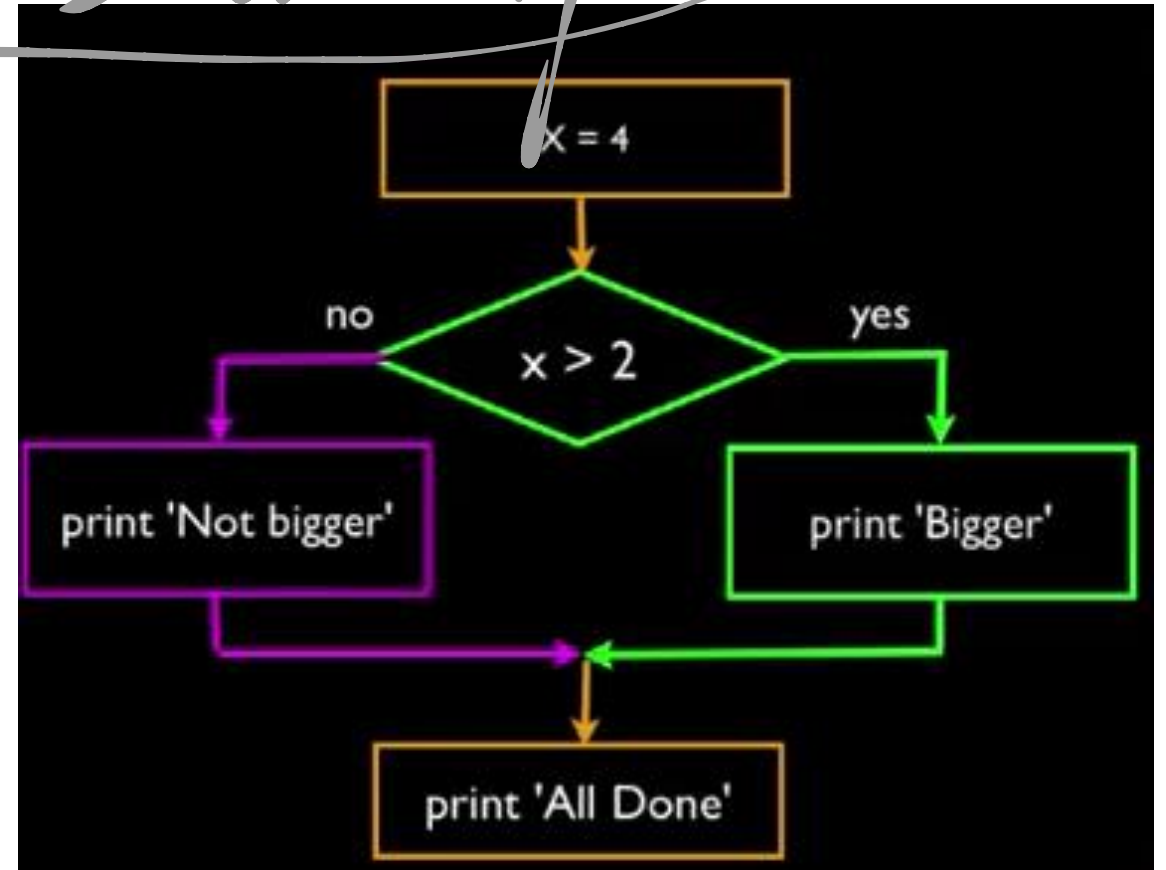 X = 4
no
yes
x > 2
print 'Not bigger'
print 'Bigger'
print 'All Done'